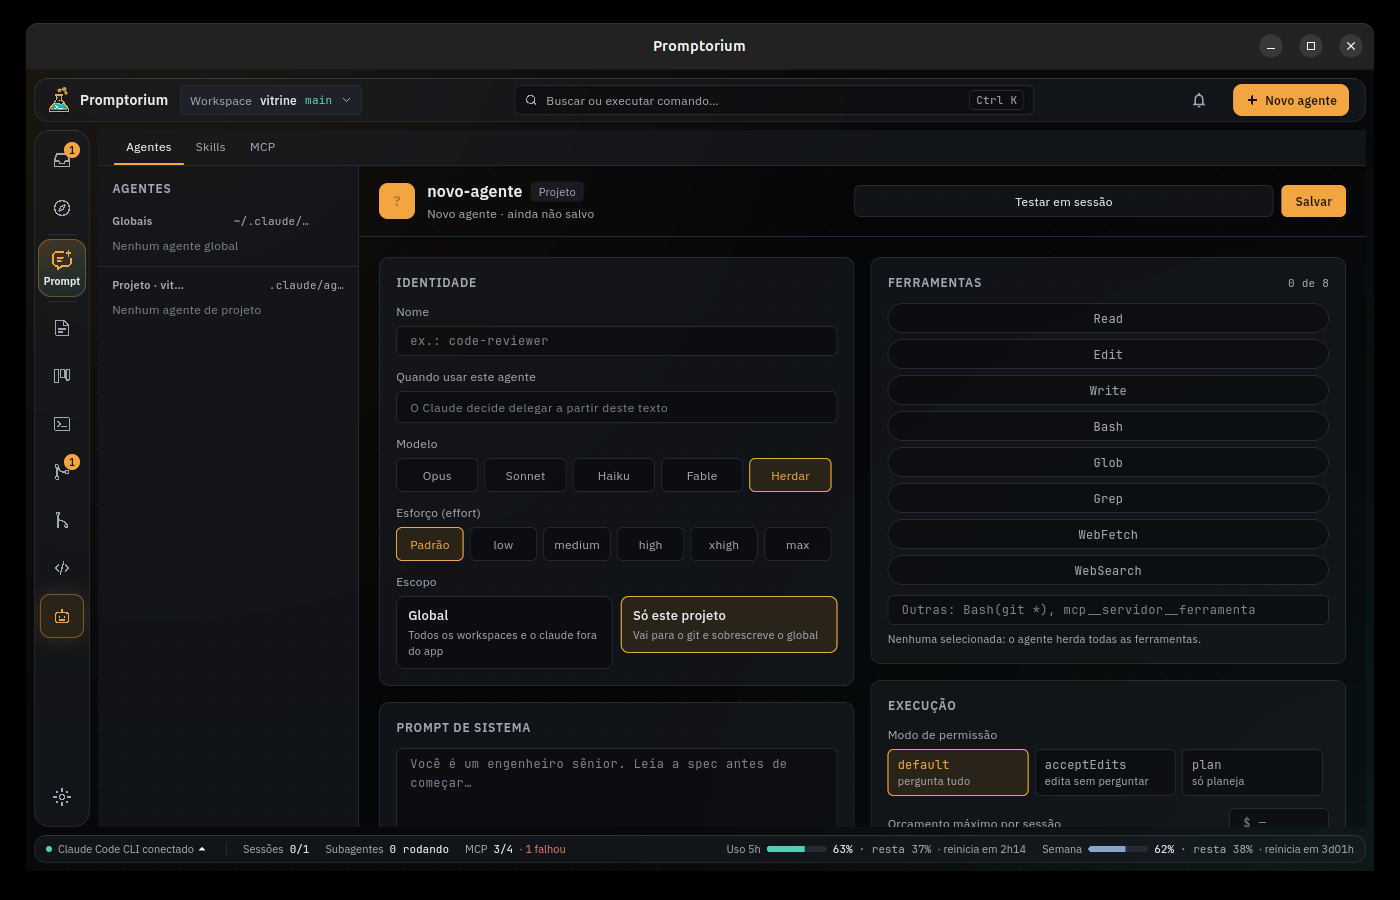 Promptorium
Promptorium
Workspace vitrine main
Buscar ou executar comando...
Ctrl K
+ Novo agente
1
Prompt
1
Agentes Skills MCP
AGENTES
Globais ~/.claude/…
Nenhum agente global
Projeto · vit… .claude/ag…
Nenhum agente de projeto
?
novo-agente Projeto
Novo agente · ainda não salvo
Testar em sessão
Salvar
IDENTIDADE
Nome
ex.: code-reviewer
Quando usar este agente
O Claude decide delegar a partir deste texto
Modelo
Opus Sonnet Haiku Fable Herdar
Esforço (effort)
Padrão low medium high xhigh max
Escopo
Global
Todos os workspaces e o claude fora
do app
Só este projeto
Vai para o git e sobrescreve o global
PROMPT DE SISTEMA
Você é um engenheiro sênior. Leia a spec antes de
começar…
FERRAMENTAS 0 de 8
Read
Edit
Write
Bash
Glob
Grep
WebFetch
WebSearch
Outras: Bash(git *), mcp__servidor__ferramenta
Nenhuma selecionada: o agente herda todas as ferramentas.
EXECUÇÃO
Modo de permissão
default
pergunta tudo
acceptEdits
edita sem perguntar
plan
só planeja
Orçamento máximo por sessão $ —
Claude Code CLI conectado Sessões 0/1 Subagentes 0 rodando MCP 3/4 · 1 falhou Uso 5h 63% · resta 37% · reinicia em 2h14 Semana 62% · resta 38% · reinicia em 3d01h